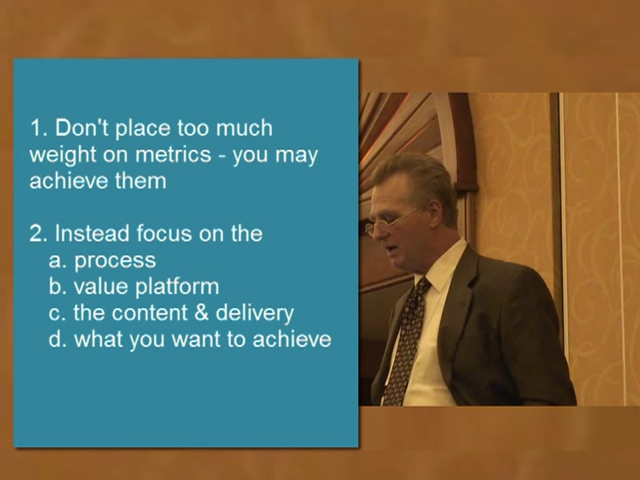 1. Don't place too much
weight on metrics - you may
achieve them
2. Instead focus on the
a. process
b. value platform
c. the content & delivery
d. what you want to achieve